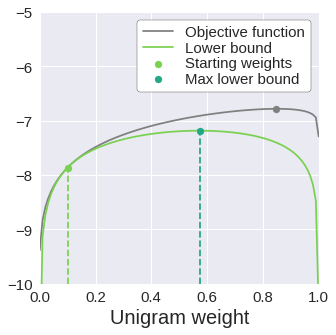 Objective function
Lower bound
Starting weights
Max lower bound
−5
−6
−7
−8
−9
−10
0.0 0.2 0.4 0.6 0.8 1.0
Unigram weight